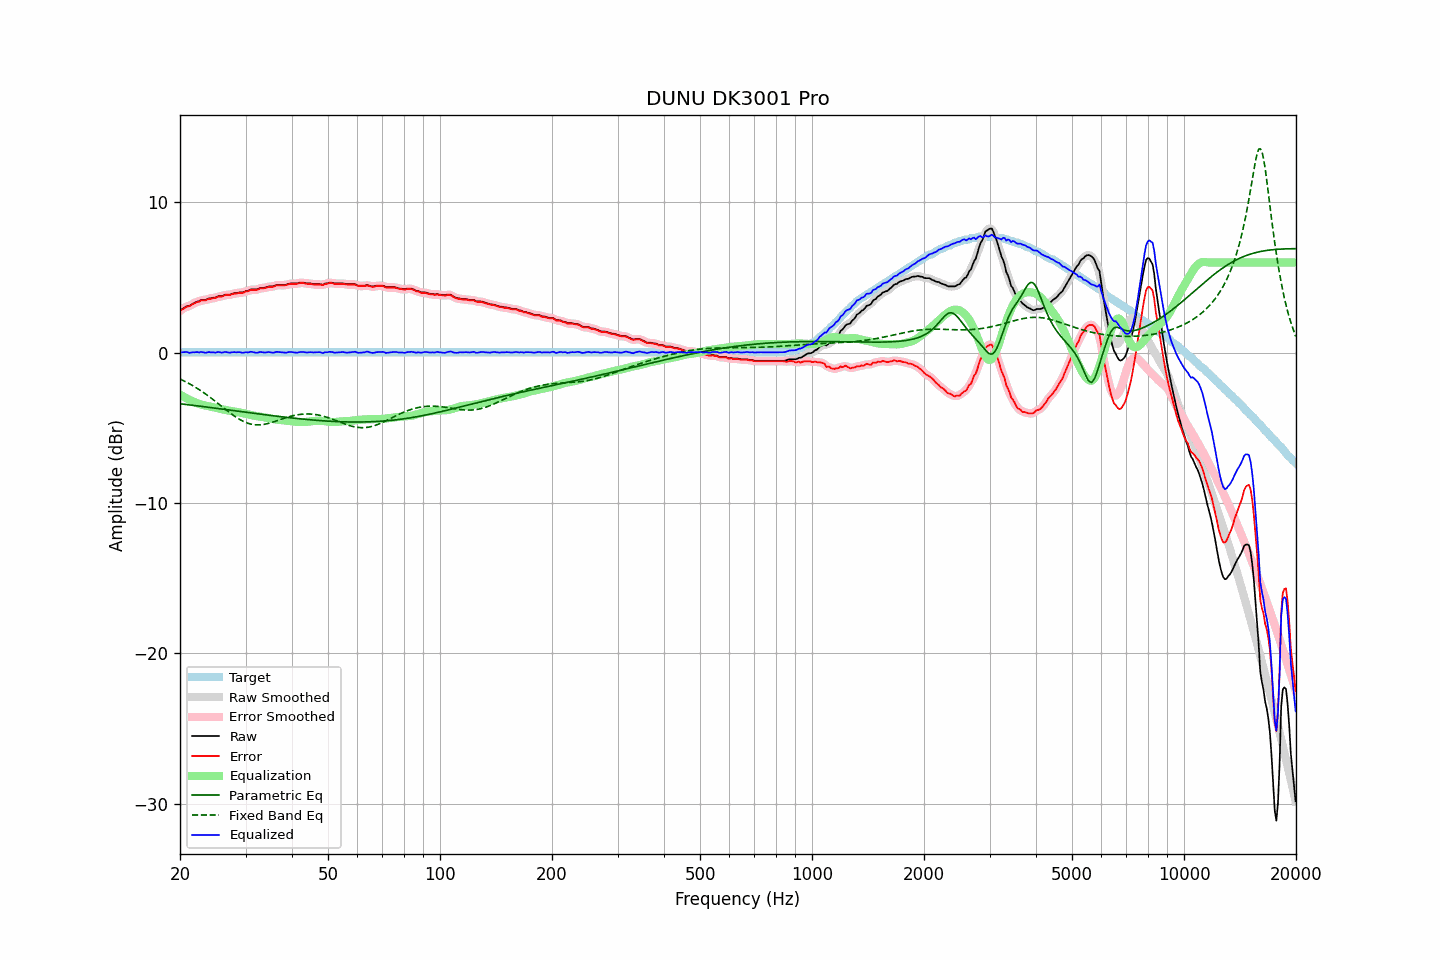 DUNU DK3001 Pro
Amplitude (dBr)
10
0
−10
−20
−30
Target
Raw Smoothed
Error Smoothed
Raw
Error
Equalization
Parametric Eq
Fixed Band Eq
Equalized
20 50 100 200 500 1000 2000 5000 10000 20000
Frequency (Hz)